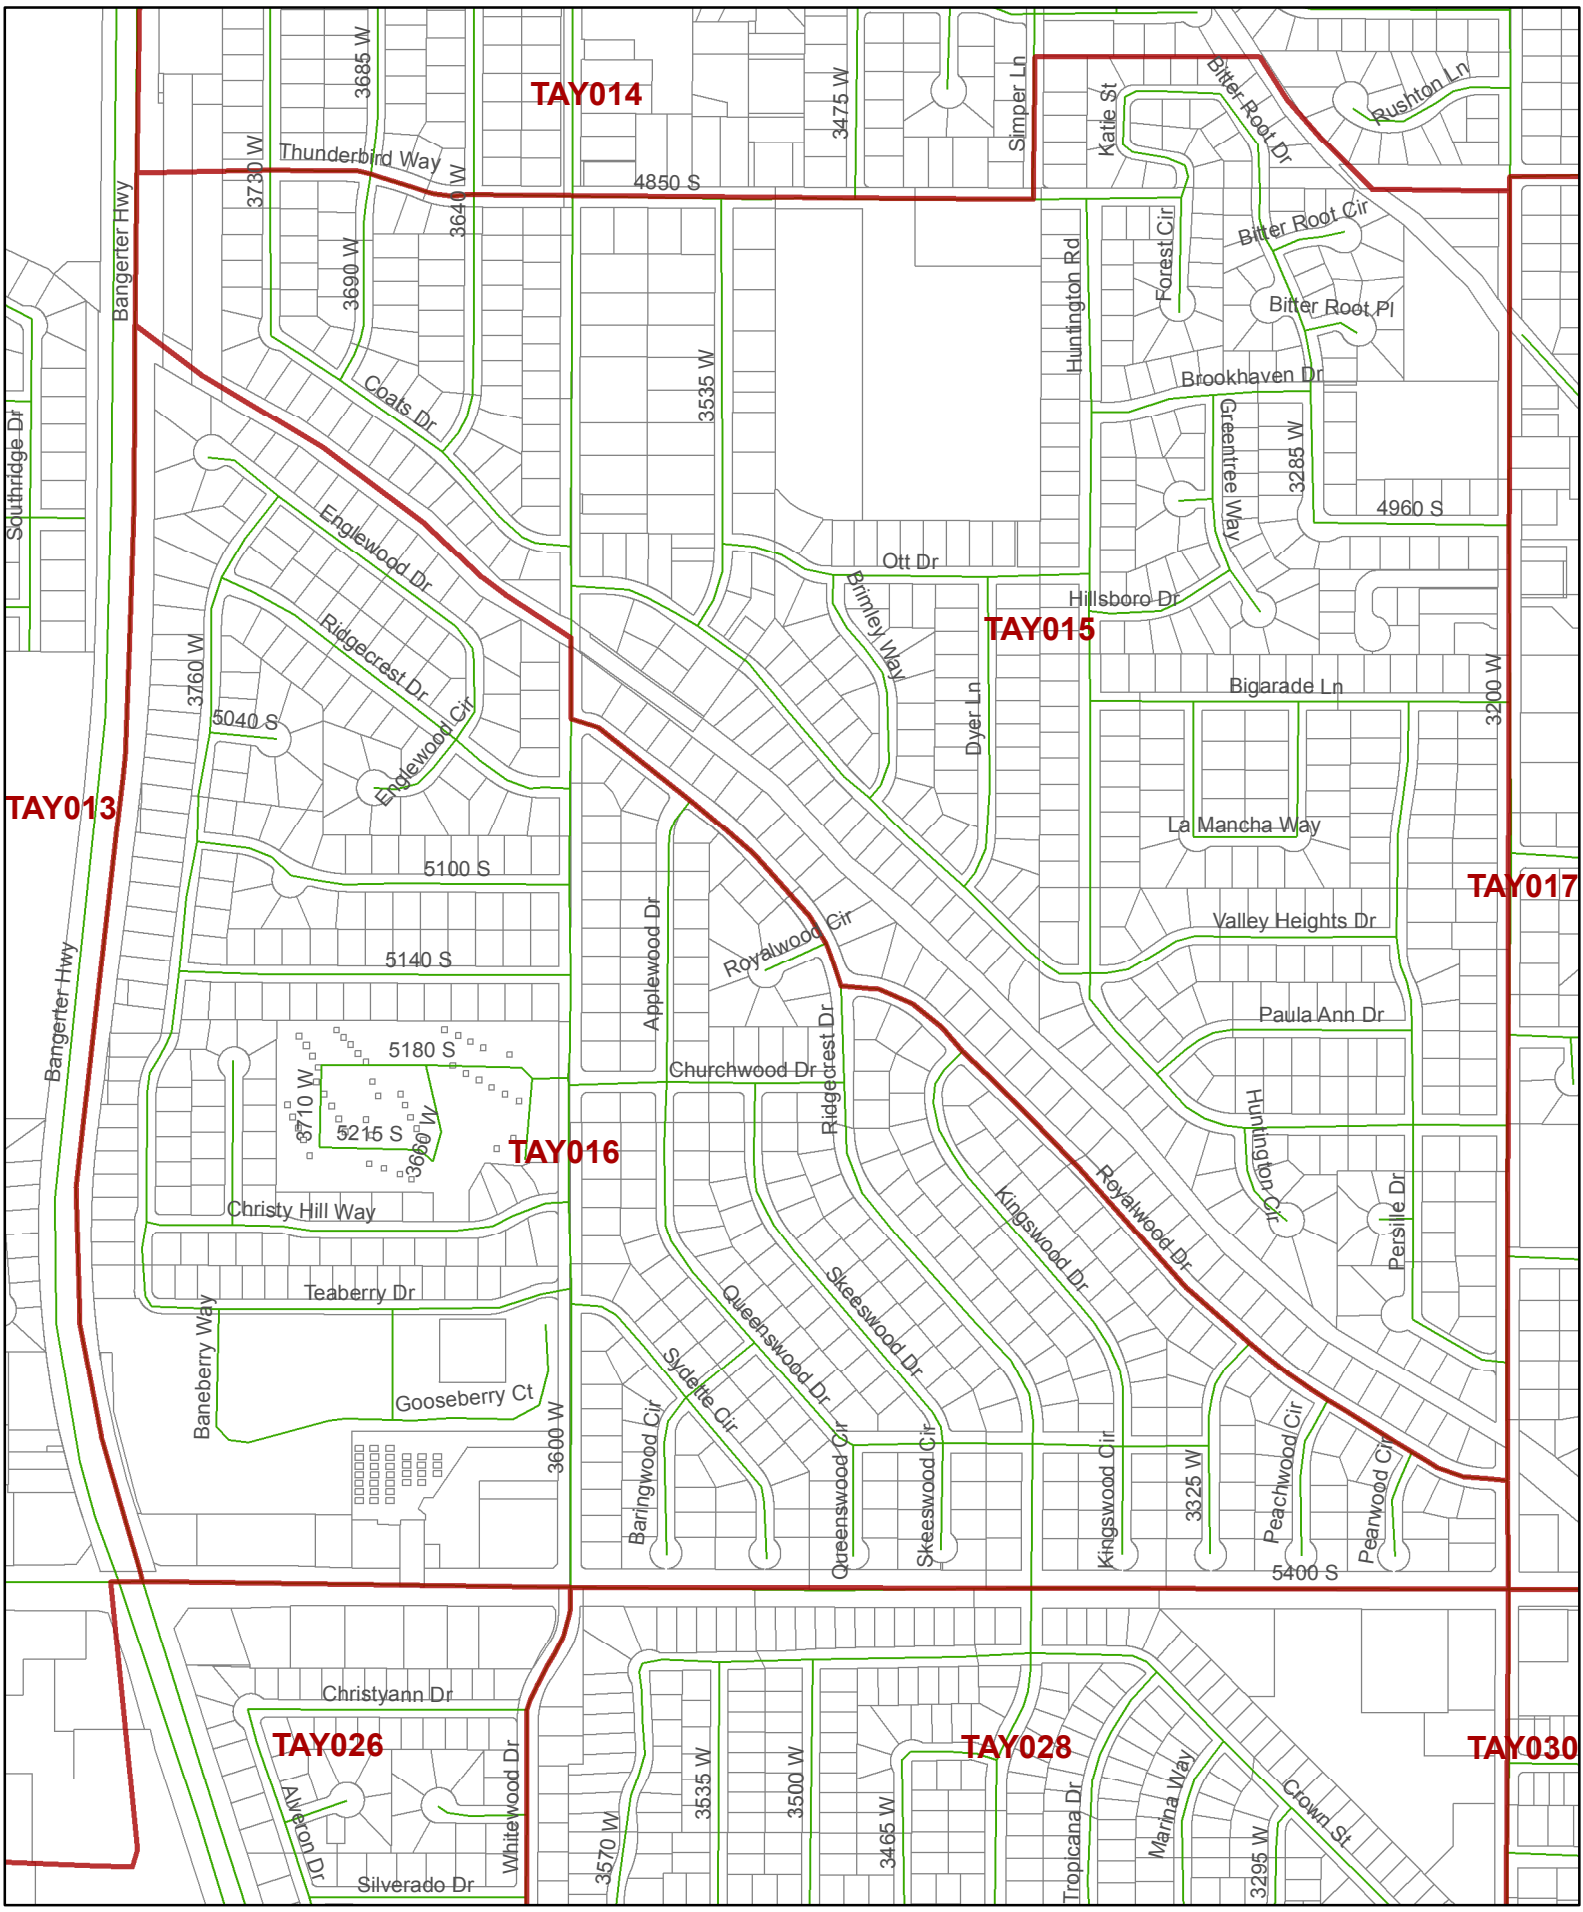 3685 W
TAY014
3475 W
Simper Ln
Katie St
Bitter Root Dr
Rushton Ln
Thunderbird Way
3730 W
3640 W
4850 S
Bangerter Hwy
3690 W
Huntington Rd
Forest Cir
Bitter Root Cir
Bitter Root Pl
Coats Dr
3535 W
Brookhaven Dr
Greentree Way
3285 W
4960 S
Southridge Dr
Englewood Dr
Ott Dr
Brimley Way
Hillsboro Dr
TAY015
Ridgecrest Dr
3760 W
5040 S
Englewood Cir
Dyer Ln
Bigarade Ln
3200 W
TAY013
La Mancha Way
5100 S
TAY017
Applewood Dr
Royalwood Cir
Valley Heights Dr
5140 S
Bangerter Hwy
Paula Ann Dr
5180 S
Churchwood Dr
Ridgecrest Dr
3710 W
5215 S
3660 W
TAY016
Huntington Cir
Christy Hill Way
Kingswood Dr
Royalwood Dr
Persille Dr
Teaberry Dr
Baneberry Way
Queenswood Dr
Skeeswood Dr
Sydette Cir
Gooseberry Ct
3600 W
Baringwood Cir
Queenswood Cir
Skeeswood Cir
Kingswood Cir
3325 W
Peachwood Cir
Pearwood Cir
5400 S
Christyann Dr
TAY026
Alveron Dr
Whitewood Dr
3570 W
3535 W
3500 W
3465 W
TAY028
Tropicana Dr
Marina Way
3295 W
Crown St
TAY030
Silverado Dr